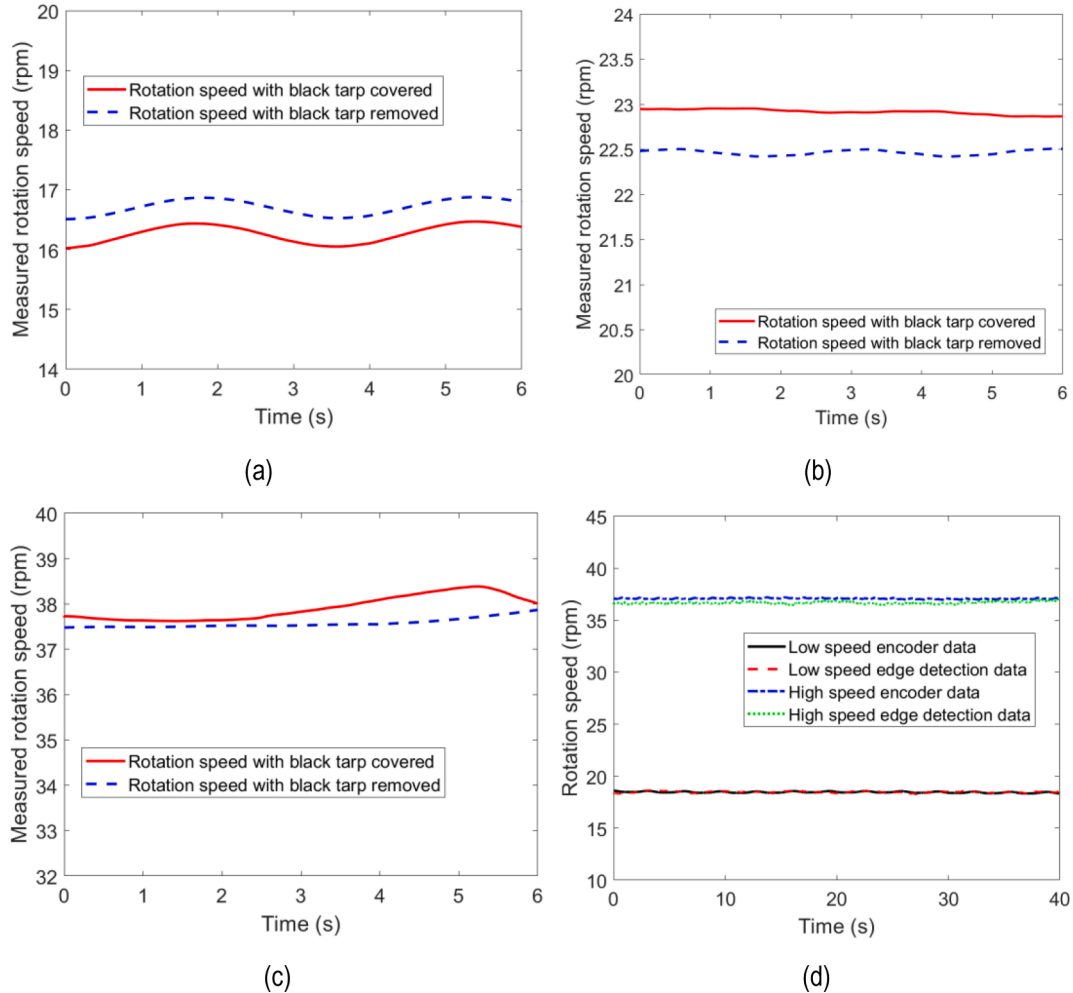 20
19
18
17
16
15
14
Measured rotation speed (rpm)
Rotation speed with black tarp covered
Rotation speed with black tarp removed
0 1 2 3 4 5 6
Time (s)
(a)
24
23.5
23
22.5
22
21.5
21
20.5
20
Measured rotation speed (rpm)
Rotation speed with black tarp covered
Rotation speed with black tarp removed
0 1 2 3 4 5 6
Time (s)
(b)
40
39
38
37
36
35
34
33
32
Measured rotation speed (rpm)
Rotation speed with black tarp covered
Rotation speed with black tarp removed
0 1 2 3 4 5 6
Time (s)
(c)
45
40
35
30
25
20
15
10
Rotation speed (rpm)
Low speed encoder data
Low speed edge detection data
High speed encoder data
High speed edge detection data
0 10 20 30 40
Time (s)
(d)